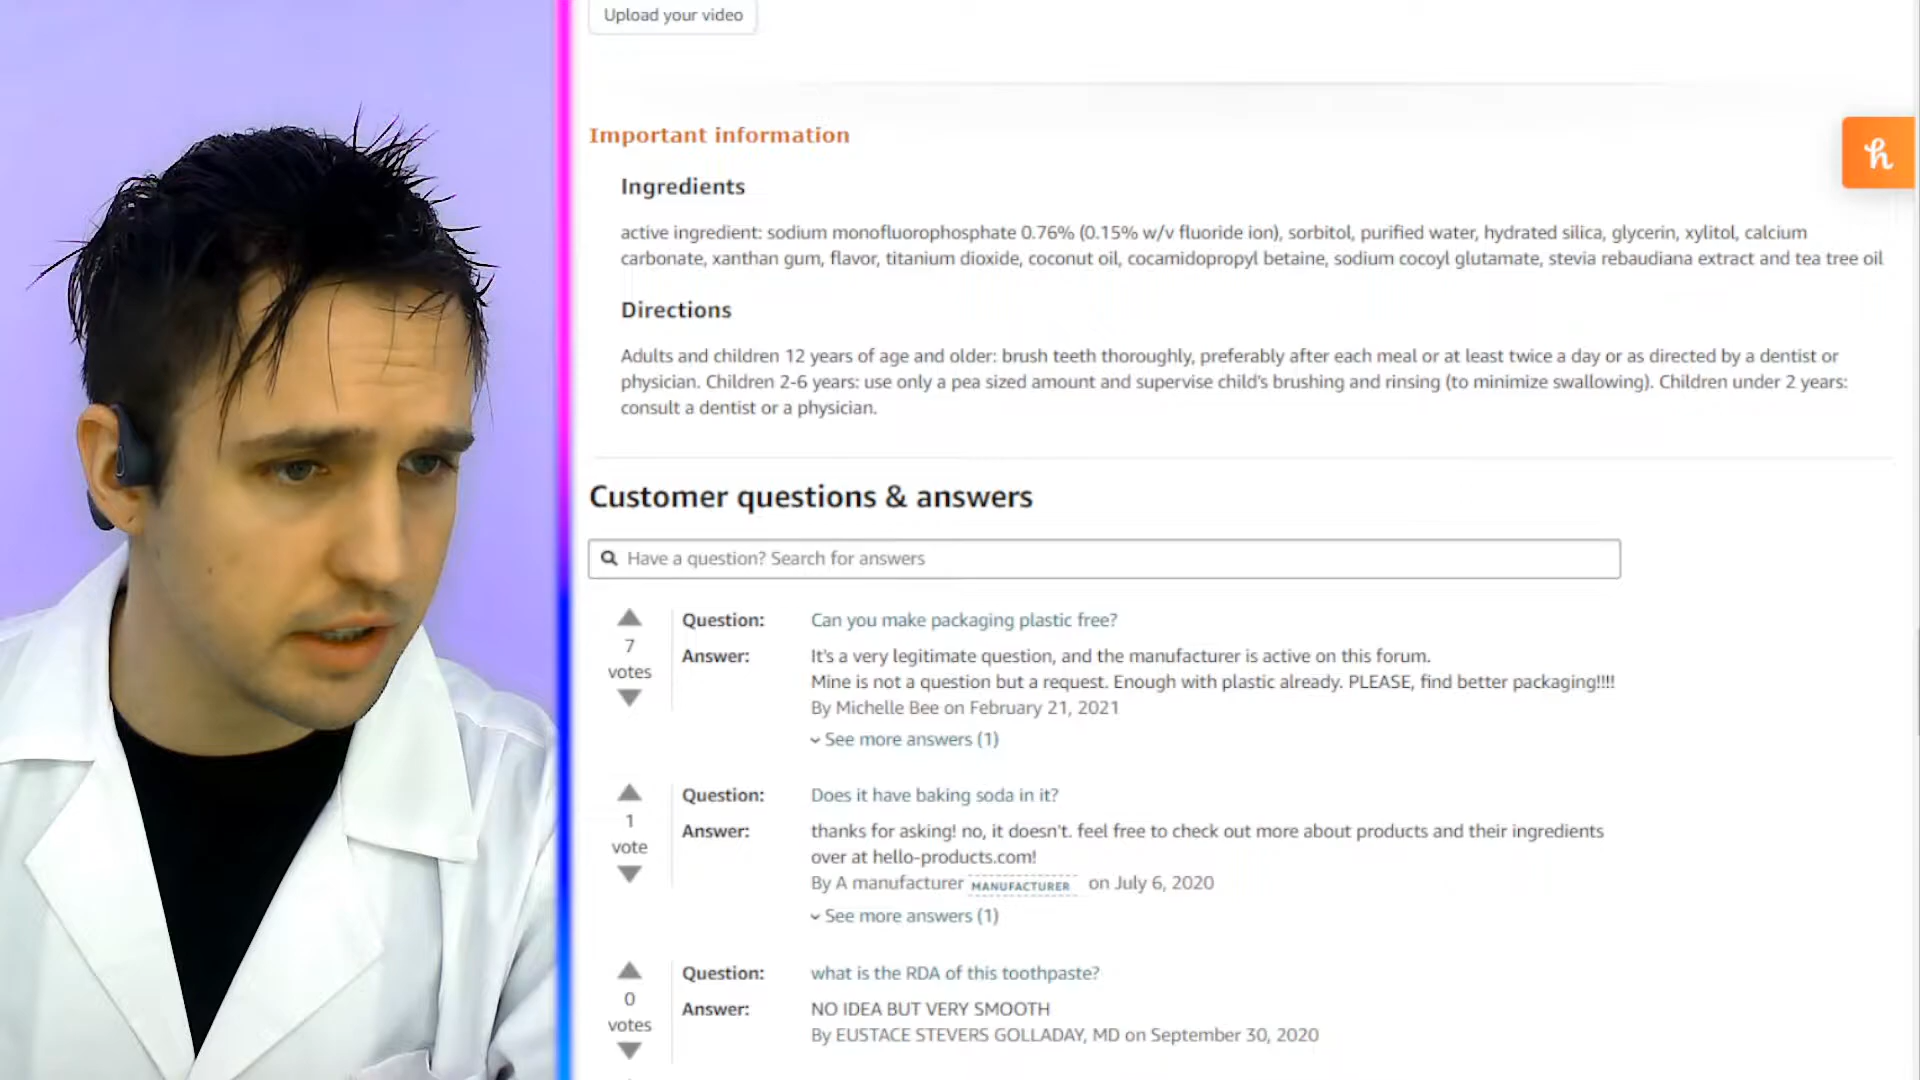 Upload your video
Important information
h
Ingredients
active ingredient: sodium monofluorophosphate 0.76% (0.15% w/v fluoride ion), sorbitol, purified water, hydrated silica, glycerin, xylitol, calcium
carbonate, xanthan gum, flavor, titanium dioxide, coconut oil, cocamidopropyl betaine, sodium cocoyl glutamate, stevia rebaudiana extract and tea tree oil
Directions
Adults and children 12 years of age and older: brush teeth thoroughly, preferably after each meal or at least twice a day or as directed by a dentist or
physician. Children 2-6 years: use only a pea sized amount and supervise child's brushing and rinsing (to minimize swallowing). Children under 2 years:
consult a dentist or a physician.
Customer questions & answers
Have a question? Search for answers
7
votes
Question: Can you make packaging plastic free?
Answer: It's a very legitimate question, and the manufacturer is active on this forum.
Mine is not a question but a request. Enough with plastic already. PLEASE, find better packaging!!!!
By Michelle Bee on February 21, 2021
See more answers (1)
1
vote
Question: Does it have baking soda in it?
Answer: thanks for asking! no, it doesn't. feel free to check out more about products and their ingredients
over at hello-products.com!
By A manufacturer MANUFACTURER on July 6, 2020
See more answers (1)
0
votes
Question: what is the RDA of this toothpaste?
Answer: NO IDEA BUT VERY SMOOTH
By EUSTACE STEVERS GOLLADAY, MD on September 30, 2020